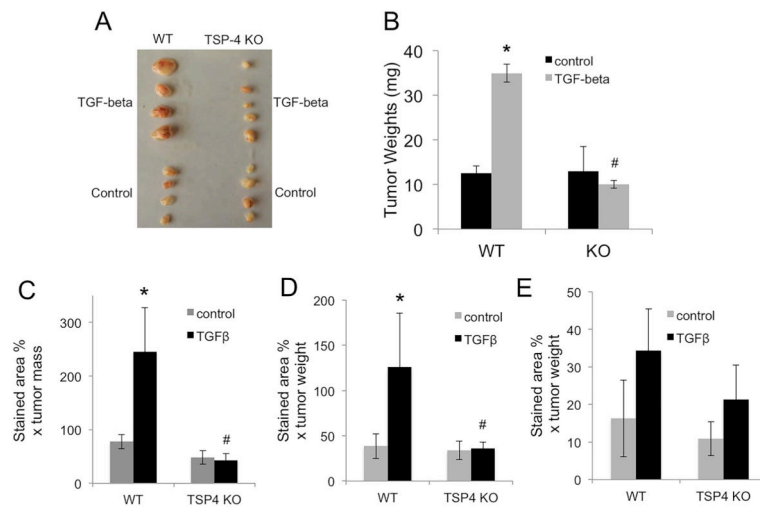 A
WT TSP-4 KO
TGF-beta TGF-beta
Control Control
B
Tumor Weights (mg)
40
30
20
10
0
*
#
control
TGF-beta
WT KO
C
Stained area %
x tumor mass
300
200
100
0
*
#
control
TGFβ
WT TSP4 KO
D
Stained area %
x tumor weight
200
150
100
50
0
*
#
control
TGFβ
WT TSP4 KO
E
Stained area %
x tumor weight
50
40
30
20
10
0
control
TGFβ
WT TSP4 KO